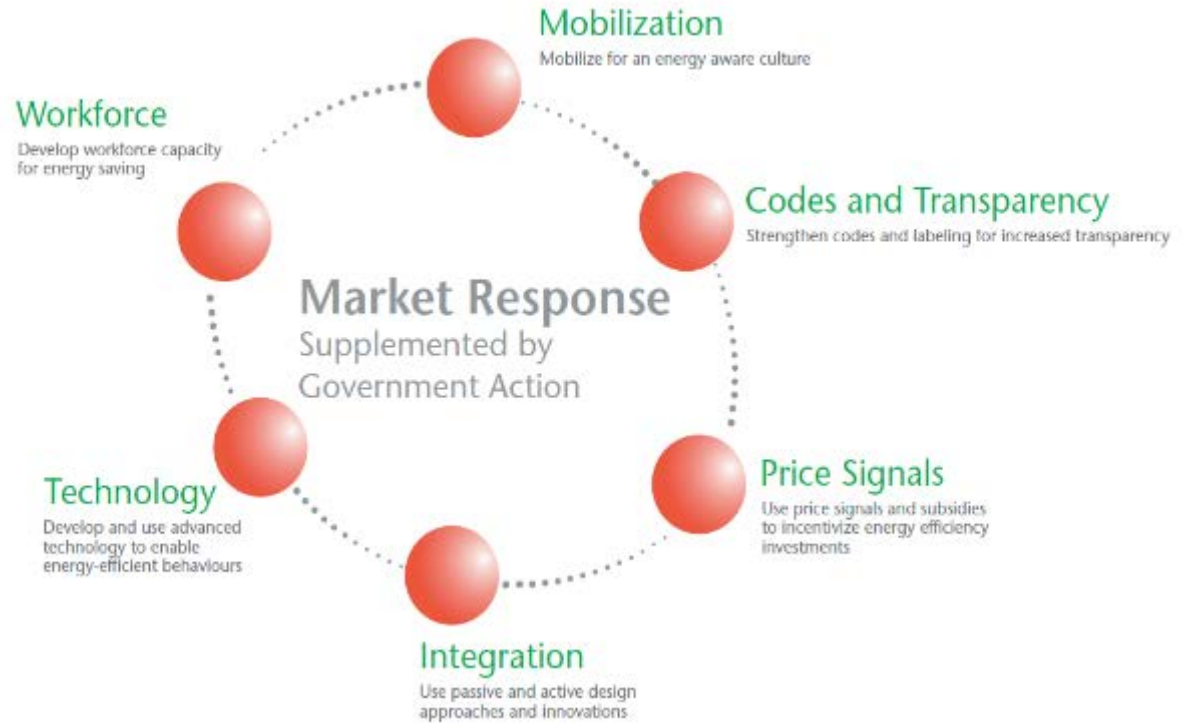 Mobilization
Mobilize for an energy aware culture
Workforce
Develop workforce capacity
for energy saving
Codes and Transparency
Strengthen codes and labeling for increased transparency
Market Response
Supplemented by
Government Action
Price Signals
Use price signals and subsidies
to incentivize energy efficiency
investments
Technology
Develop and use advanced
technology to enable
energy-efficient behaviours
Integration
Use passive and active design
approaches and innovations